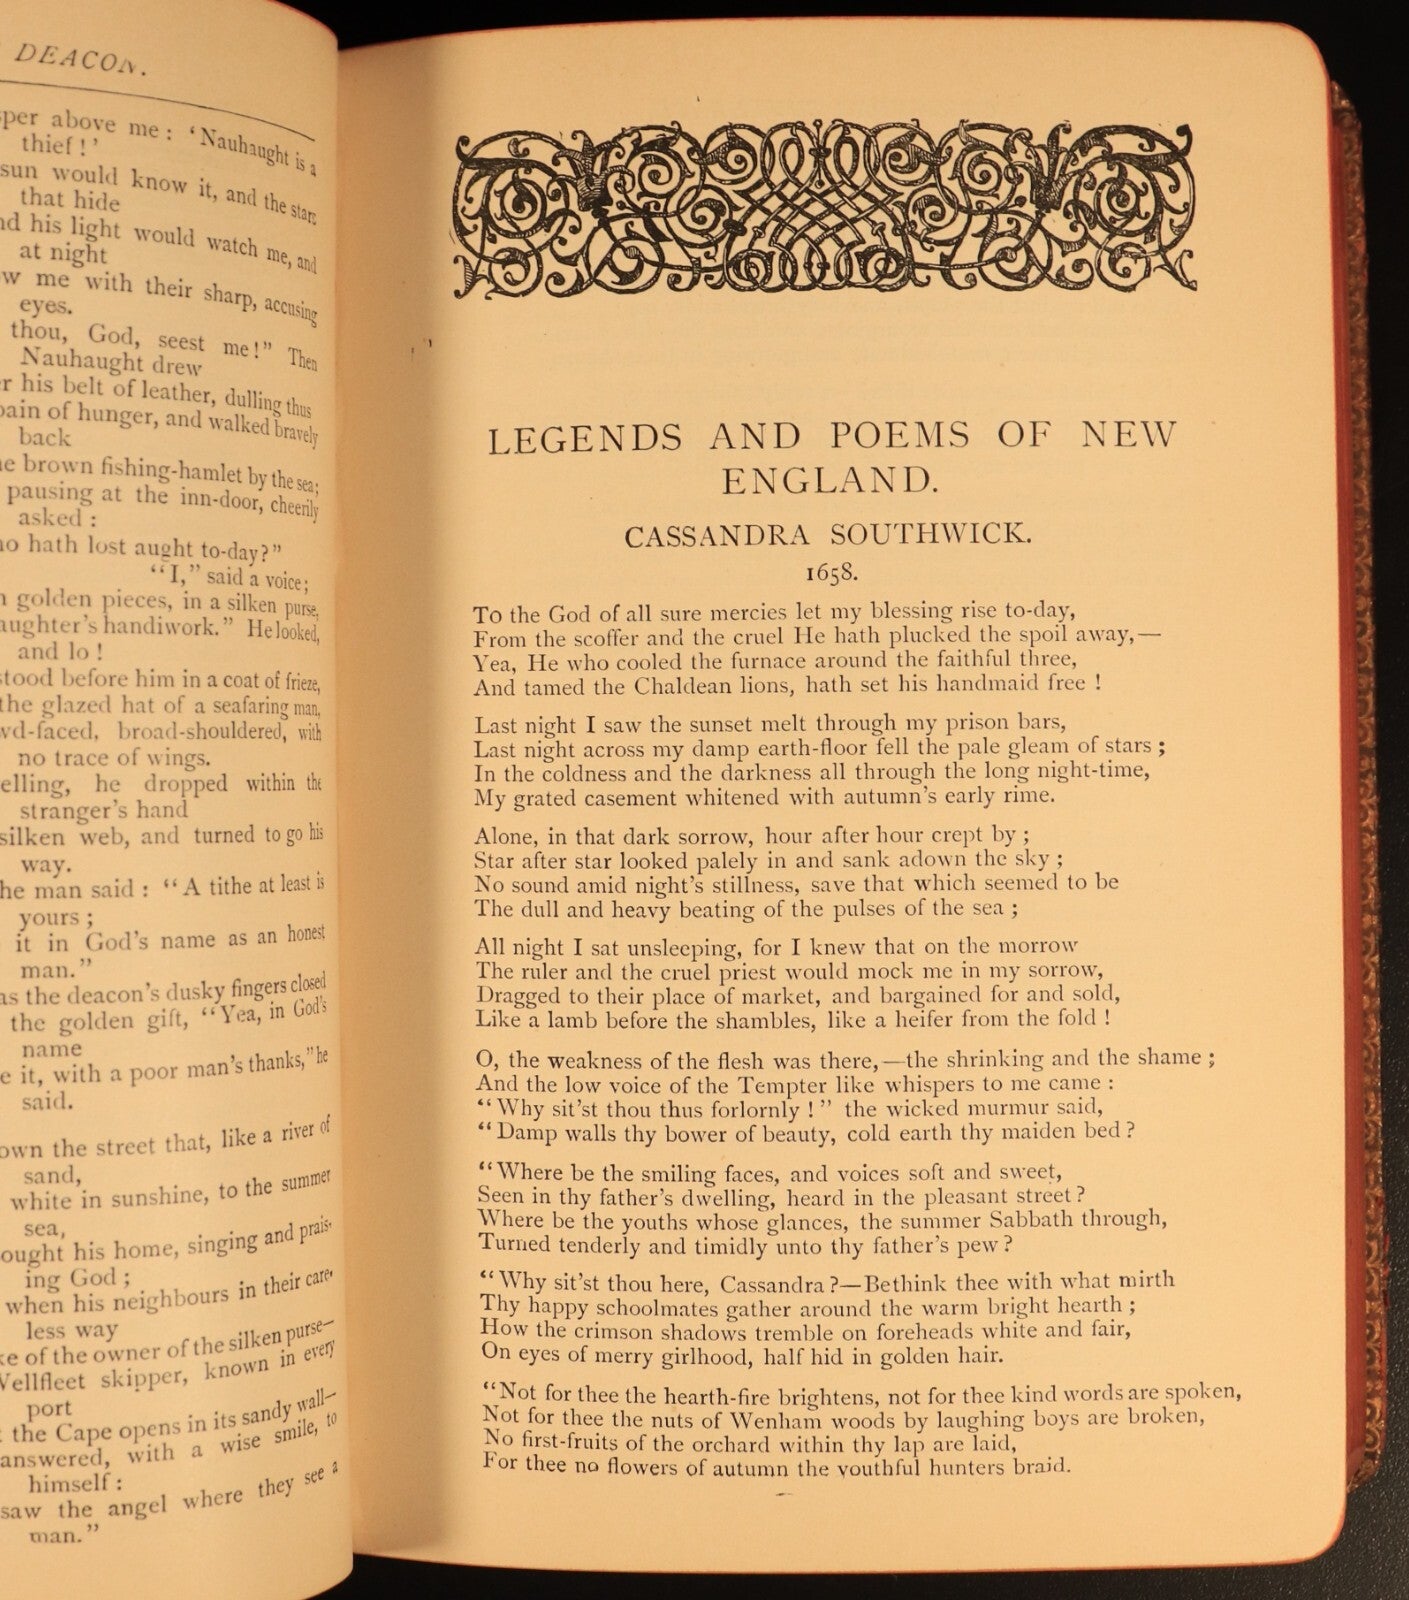 DEACON.
above me: 'Nauhaught is a
thief!'
sun would know it, and the stars
that hide
his light would watch me, and
at night
me with their sharp, accusing
eyes.
thou, God, seest me!" Then
Nauhaught drew
his belt of leather, dulling thus
of hunger, and walked bravely
back
brown fishing-hamlet by the sea;
pausing at the inn-door, cheerily
asked:
hath lost aught to-day?"
"I," said a voice;
golden pieces, in a silken purse,
handiwork." He looked,
and lo!
stood before him in a coat of frieze,
the glazed hat of a seafaring man,
broad-shouldered, with
no trace of wings.
he dropped within the
stranger's hand
silken web, and turned to go his
way.
man said: "A tithe at least is
yours;
it in God's name as an honest
man."
as the deacon's dusky fingers closed
the golden gift, "Yea, in God's
name
it, with a poor man's thanks," he
said.
the street that, like a river of
sand,
white in sunshine, to the summer
sea,
his home, singing and prais-
ing God;
when his neighbours in their care-
less way
of the owner of the silken purse—
Wellfleet skipper, known in every
port
the Cape opens in its sandy wall—
answered, with a wise smile, to
himself:
saw the angel where they see a
man."
LEGENDS AND POEMS OF NEW
ENGLAND.
CASSANDRA SOUTHWICK.
1658.
To the God of all sure mercies let my blessing rise to-day,
From the scoffer and the cruel He hath plucked the spoil away,—
Yea, He who cooled the furnace around the faithful three,
And tamed the Chaldean lions, hath set his handmaid free!
Last night I saw the sunset melt through my prison bars,
Last night across my damp earth-floor fell the pale gleam of stars;
In the coldness and the darkness all through the long night-time,
My grated casement whitened with autumn's early rime.
Alone, in that dark sorrow, hour after hour crept by;
Star after star looked palely in and sank adown the sky;
No sound amid night's stillness, save that which seemed to be
The dull and heavy beating of the pulses of the sea;
All night I sat unsleeping, for I knew that on the morrow
The ruler and the cruel priest would mock me in my sorrow,
Dragged to their place of market, and bargained for and sold,
Like a lamb before the shambles, like a heifer from the fold!
O, the weakness of the flesh was there,—the shrinking and the shame;
And the low voice of the Tempter like whispers to me came:
"Why sit'st thou thus forlornly!" the wicked murmur said,
"Damp walls thy bower of beauty, cold earth thy maiden bed?
"Where be the smiling faces, and voices soft and sweet,
Seen in thy father's dwelling, heard in the pleasant street?
Where be the youths whose glances, the summer Sabbath through,
Turned tenderly and timidly unto thy father's pew?
"Why sit'st thou here, Cassandra?—Bethink thee with what mirth
Thy happy schoolmates gather around the warm bright hearth;
How the crimson shadows tremble on foreheads white and fair,
On eyes of merry girlhood, half hid in golden hair.
"Not for thee the hearth-fire brightens, not for thee kind words are spoken,
Not for thee the nuts of Wenham woods by laughing boys are broken,
No first-fruits of the orchard within thy lap are laid,
For thee no flowers of autumn the youthful hunters braid.